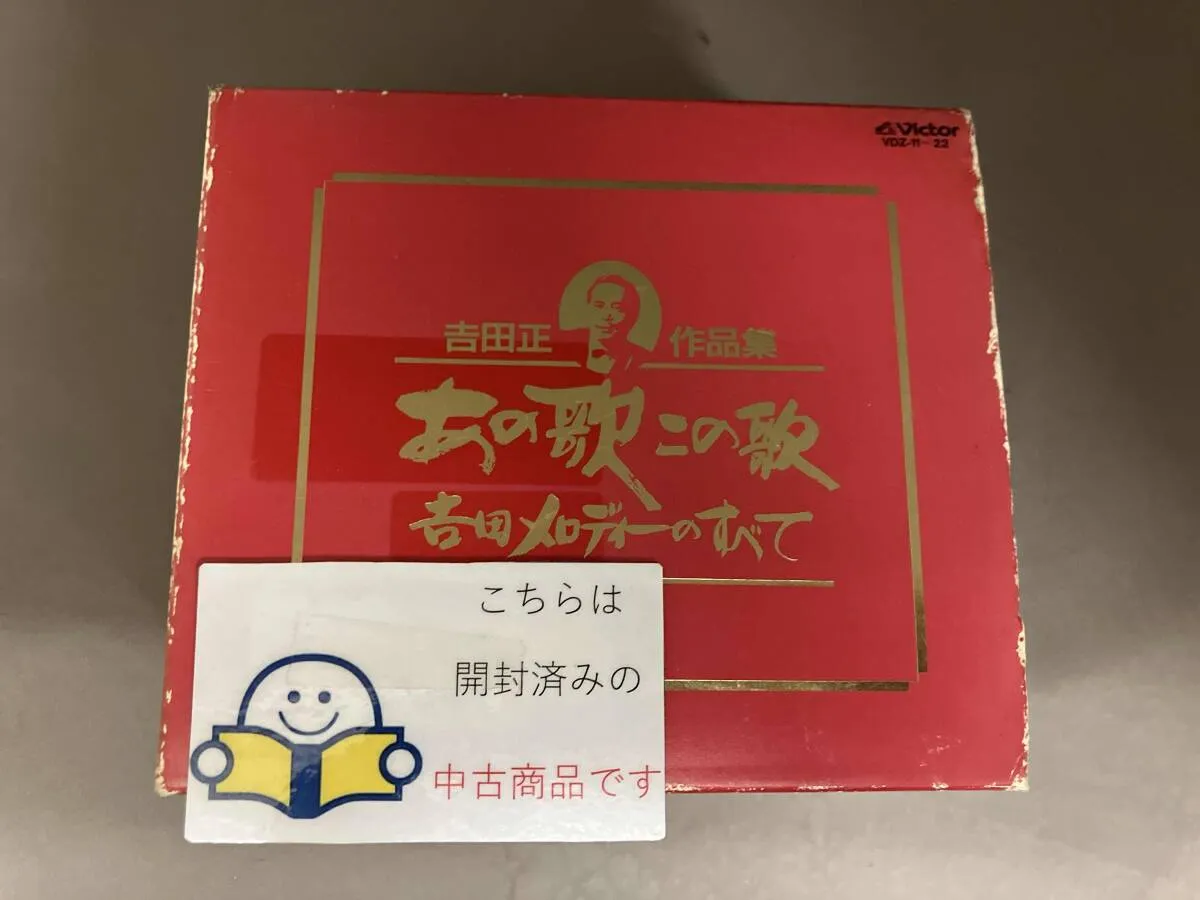 Victor
VDZ-11~22
吉田正 作品集
あの歌この歌
吉田メロディーのすべて
こちらは
開封済みの
中古商品です